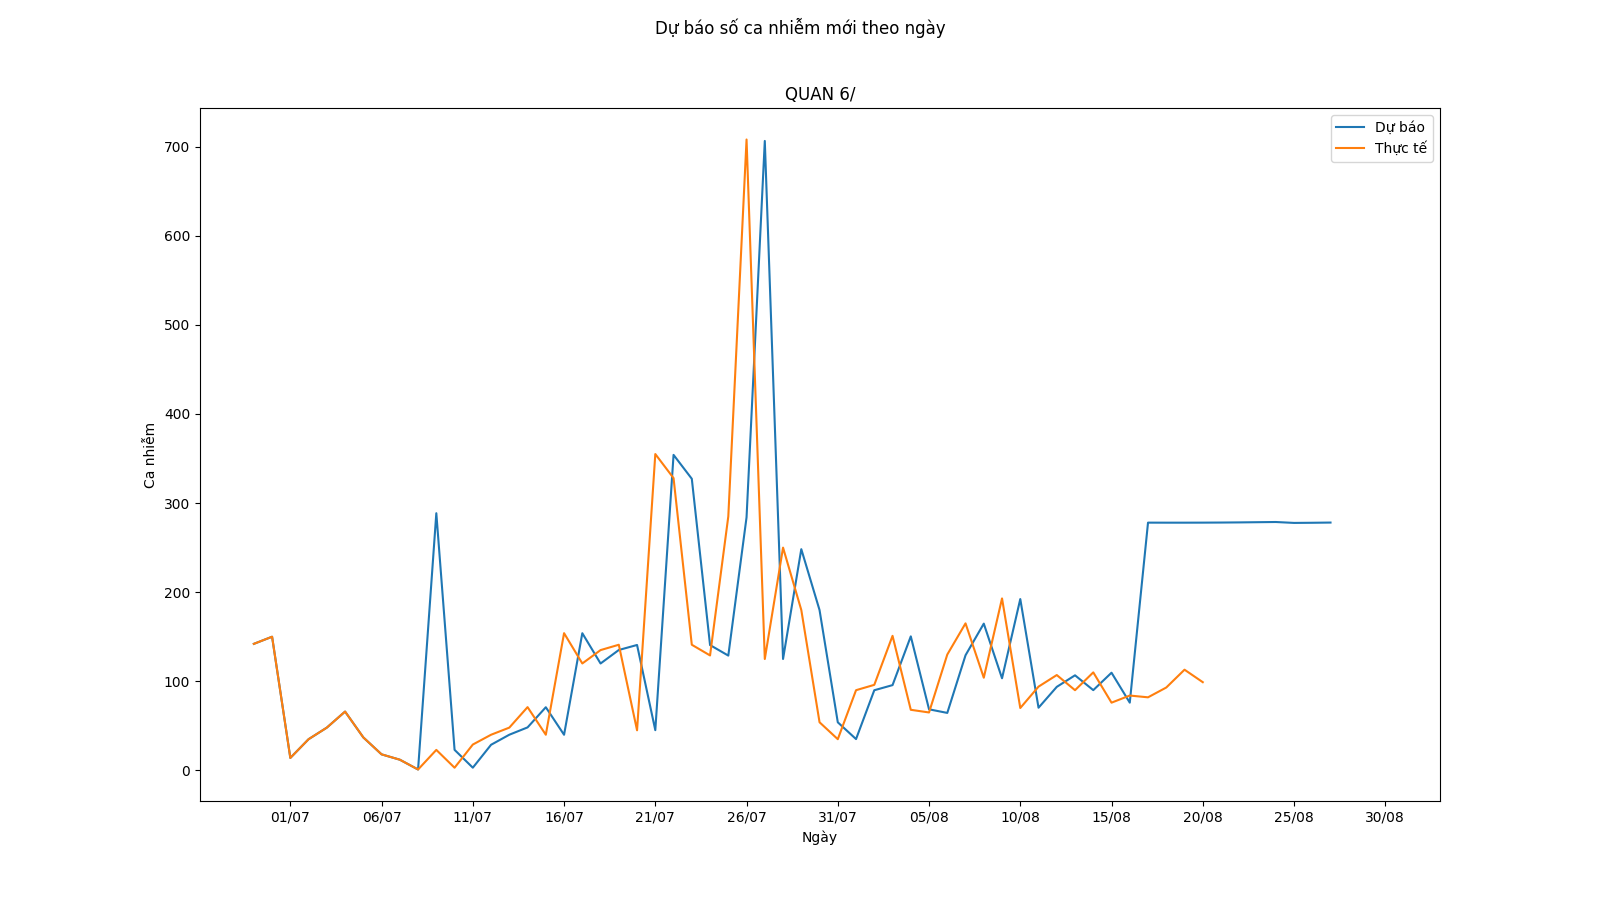 Dự báo số ca nhiễm mới theo ngày
QUAN 6/
Dự báo
Thực tế
700
600
500
400
300
200
100
0
Ca nhiễm
01/07 06/07 11/07 16/07 21/07 26/07 31/07 05/08 10/08 15/08 20/08 25/08 30/08
Ngày